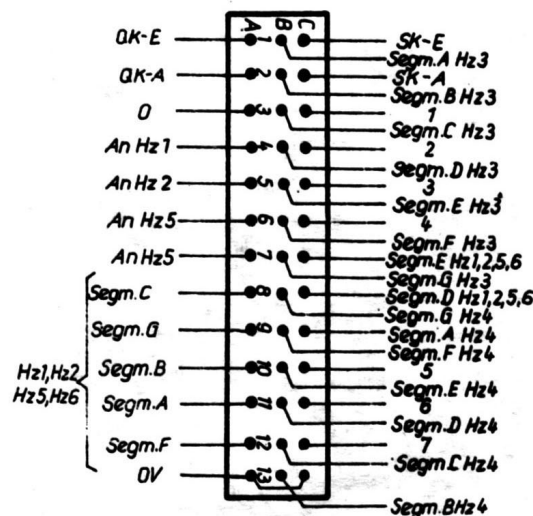 A B C
QK-E 1 SK-E
Segm.A Hz3
QK-A 2 SK-A
Segm.B Hz3
0 3 1
Segm.C Hz3
An Hz1 4 2
Segm.D Hz3
An Hz2 5 3
Segm.E Hz3
An Hz5 6 4
Segm.F Hz3
An Hz5 7 Segm.E Hz1,2,5,6
Segm.G Hz3
Segm.C 8 Segm.D Hz1,2,5,6
Segm.G Hz4
Segm.G 9 Segm.A Hz4
Segm.F Hz4
Hz1,Hz2
Hz5,Hz6
Segm.B 10 5
Segm.E Hz4
Segm.A 11 6
Segm.D Hz4
Segm.F 12 7
Segm.C Hz4
0V 13
Segm.B Hz4